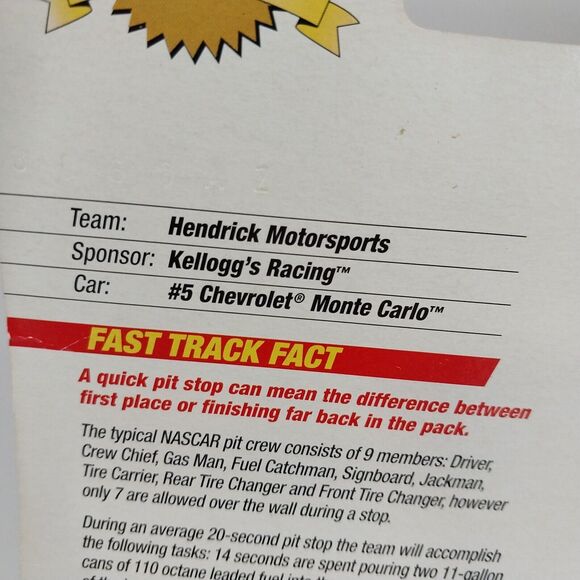 Team: Hendrick Motorsports
Sponsor: Kellogg's Racing™
Car: #5 Chevrolet® Monte Carlo™
FAST TRACK FACT
A quick pit stop can mean the difference between
first place or finishing far back in the pack.
The typical NASCAR pit crew consists of 9 members: Driver,
Crew Chief, Gas Man, Fuel Catchman, Signboard, Jackman,
Tire Carrier, Rear Tire Changer and Front Tire Changer, however
only 7 are allowed over the wall during a stop.
During an average 20-second pit stop the team will accomplish
the following tasks: 14 seconds are spent pouring two 11-gallon
cans of 110 octane leaded fuel into